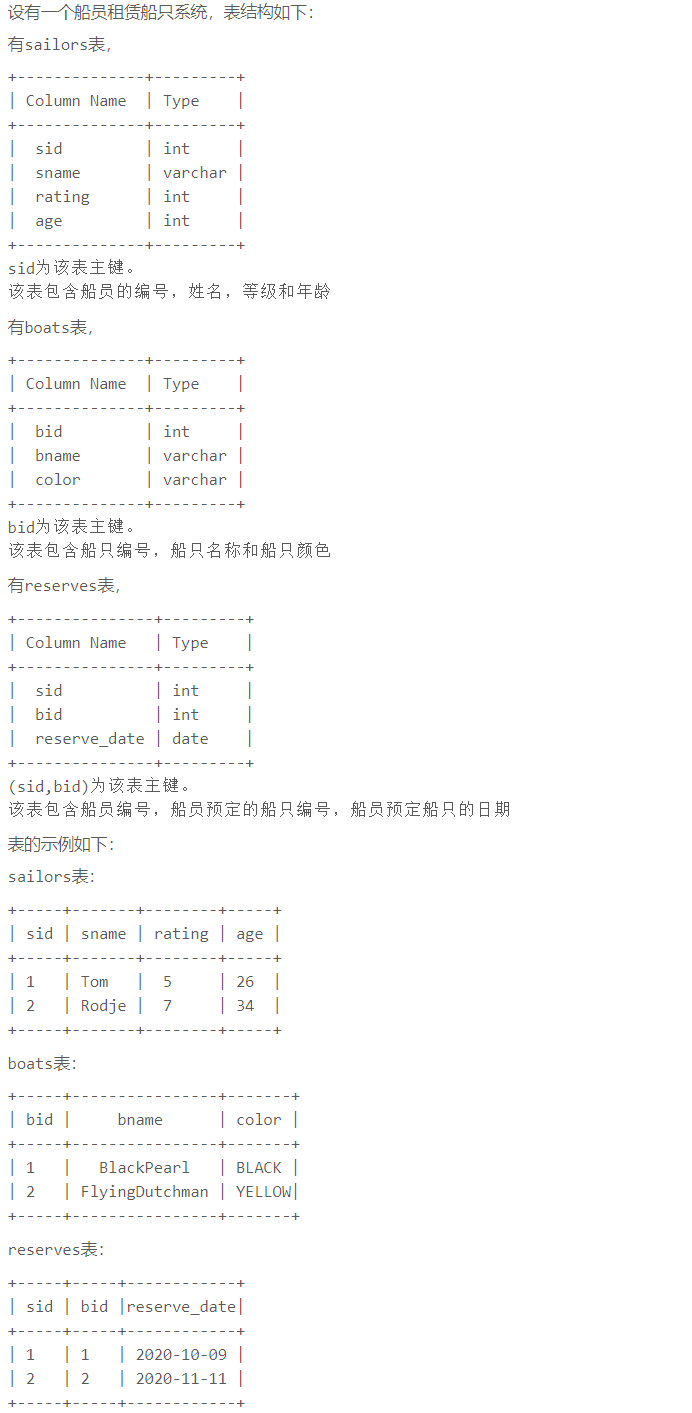 设有一个船员租赁船只系统，表结构如下：
有sailors表，
+--------------+---------+
| Column Name  | Type    |
+--------------+---------+
|  sid         | int     |
|  sname       | varchar |
|  rating      | int     |
|  age         | int     |
+--------------+---------+
sid为该表主键。
该表包含船员的编号，姓名，等级和年龄
有boats表，
+--------------+---------+
| Column Name  | Type    |
+--------------+---------+
|  bid         | int     |
|  bname       | varchar |
|  color       | varchar |
+--------------+---------+
bid为该表主键。
该表包含船只编号，船只名称和船只颜色
有reserves表，
+---------------+---------+
| Column Name   | Type    |
+---------------+---------+
|  sid          | int     |
|  bid          | int     |
|  reserve_date | date    |
+---------------+---------+
(sid,bid)为该表主键。
该表包含船员编号，船员预定的船只编号，船员预定船只的日期
表的示例如下：
sailors表：
+-----+-------+--------+-----+
| sid | sname | rating | age |
+-----+-------+--------+-----+
| 1   | Tom   |  5     | 26  |
| 2   | Rodje |  7     | 34  |
+-----+-------+--------+-----+
boats表：
+-----+----------------+-------+
| bid |     bname      | color |
+-----+----------------+-------+
| 1   |   BlackPearl   | BLACK |
| 2   | FlyingDutchman | YELLOW|
+-----+----------------+-------+
reserves表：
+-----+-----+------------+
| sid | bid |reserve_date|
+-----+-----+------------+
| 1   | 1   | 2020-10-09 |
| 2   | 2   | 2020-11-11 |
+-----+-----+------------+